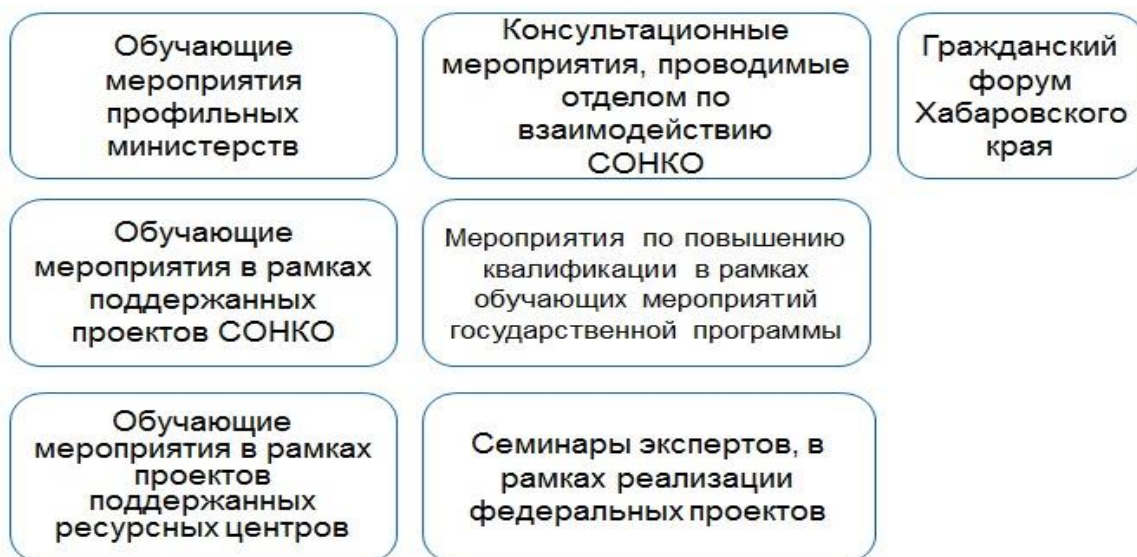 Обучающие
мероприятия
профильных
министерств
Консультационные
мероприятия, проводимые
отделом по
взаимодействию
СОНКО
Гражданский
форум
Хабаровского
края
Обучающие
мероприятия в рамках
поддержанных
проектов СОНКО
Мероприятия по повышению
квалификации в рамках
обучающих мероприятий
государственной программы
Обучающие
мероприятия в рамках
проектов
поддержанных
ресурсных центров
Семинары экспертов, в
рамках реализации
федеральных проектов